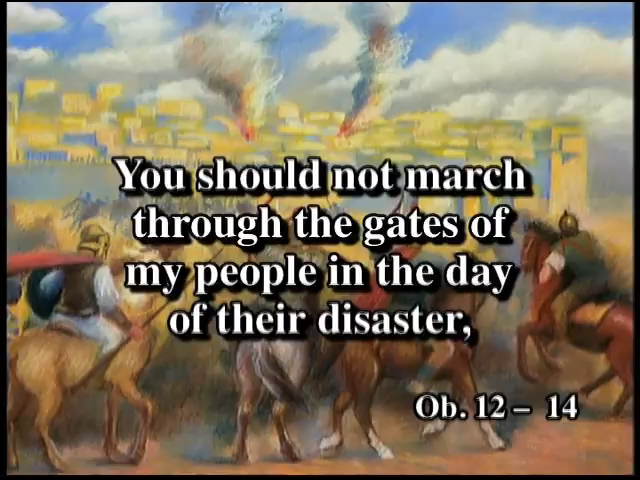 You should not march
through the gates of
my people in the day
of their disaster,
Ob. 12 – 14